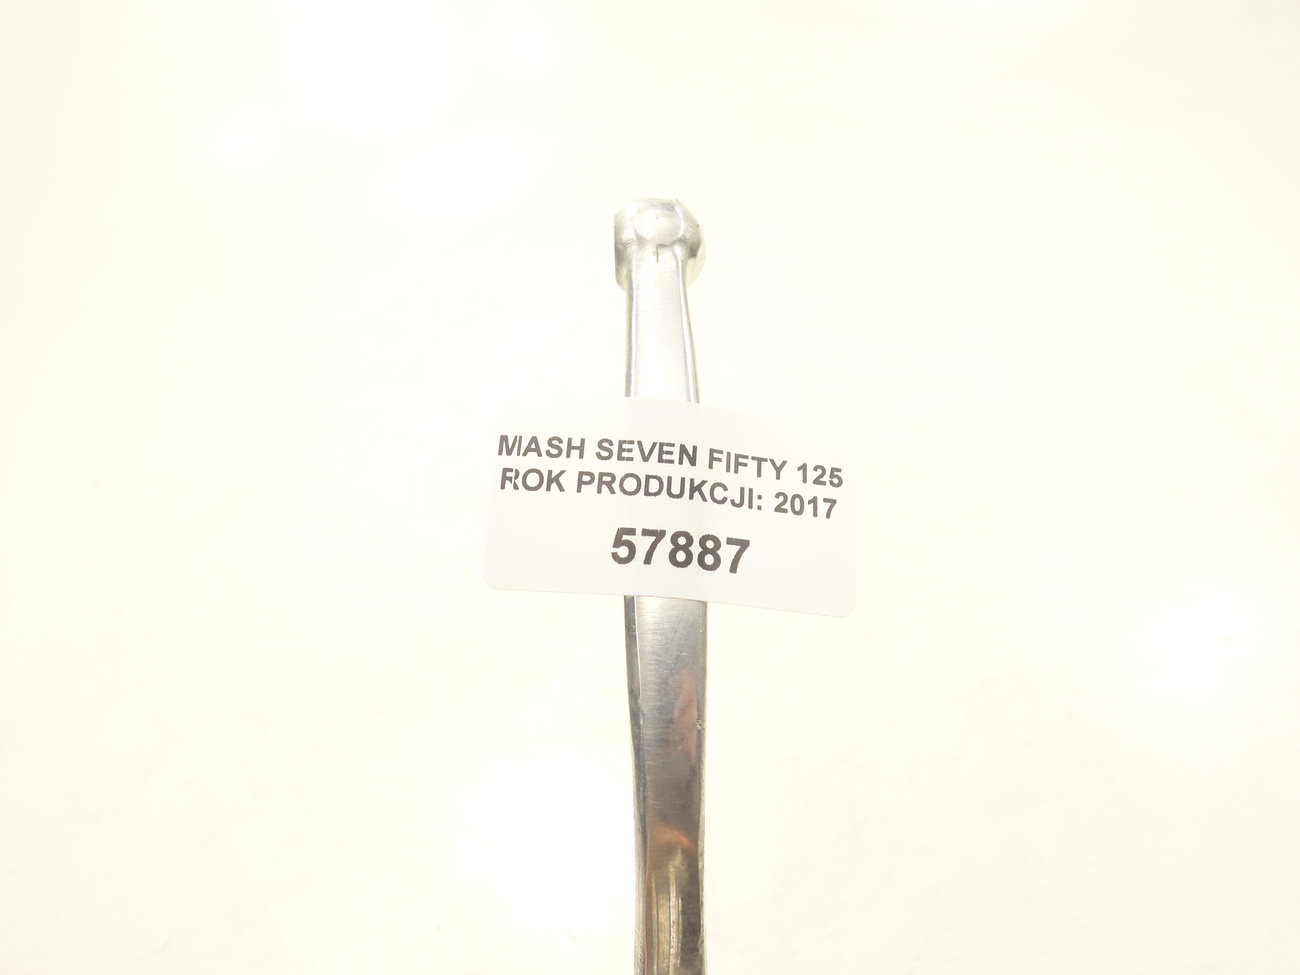 MASH SEVEN FIFTY 125
ROK PRODUKCJI: 2017
57887